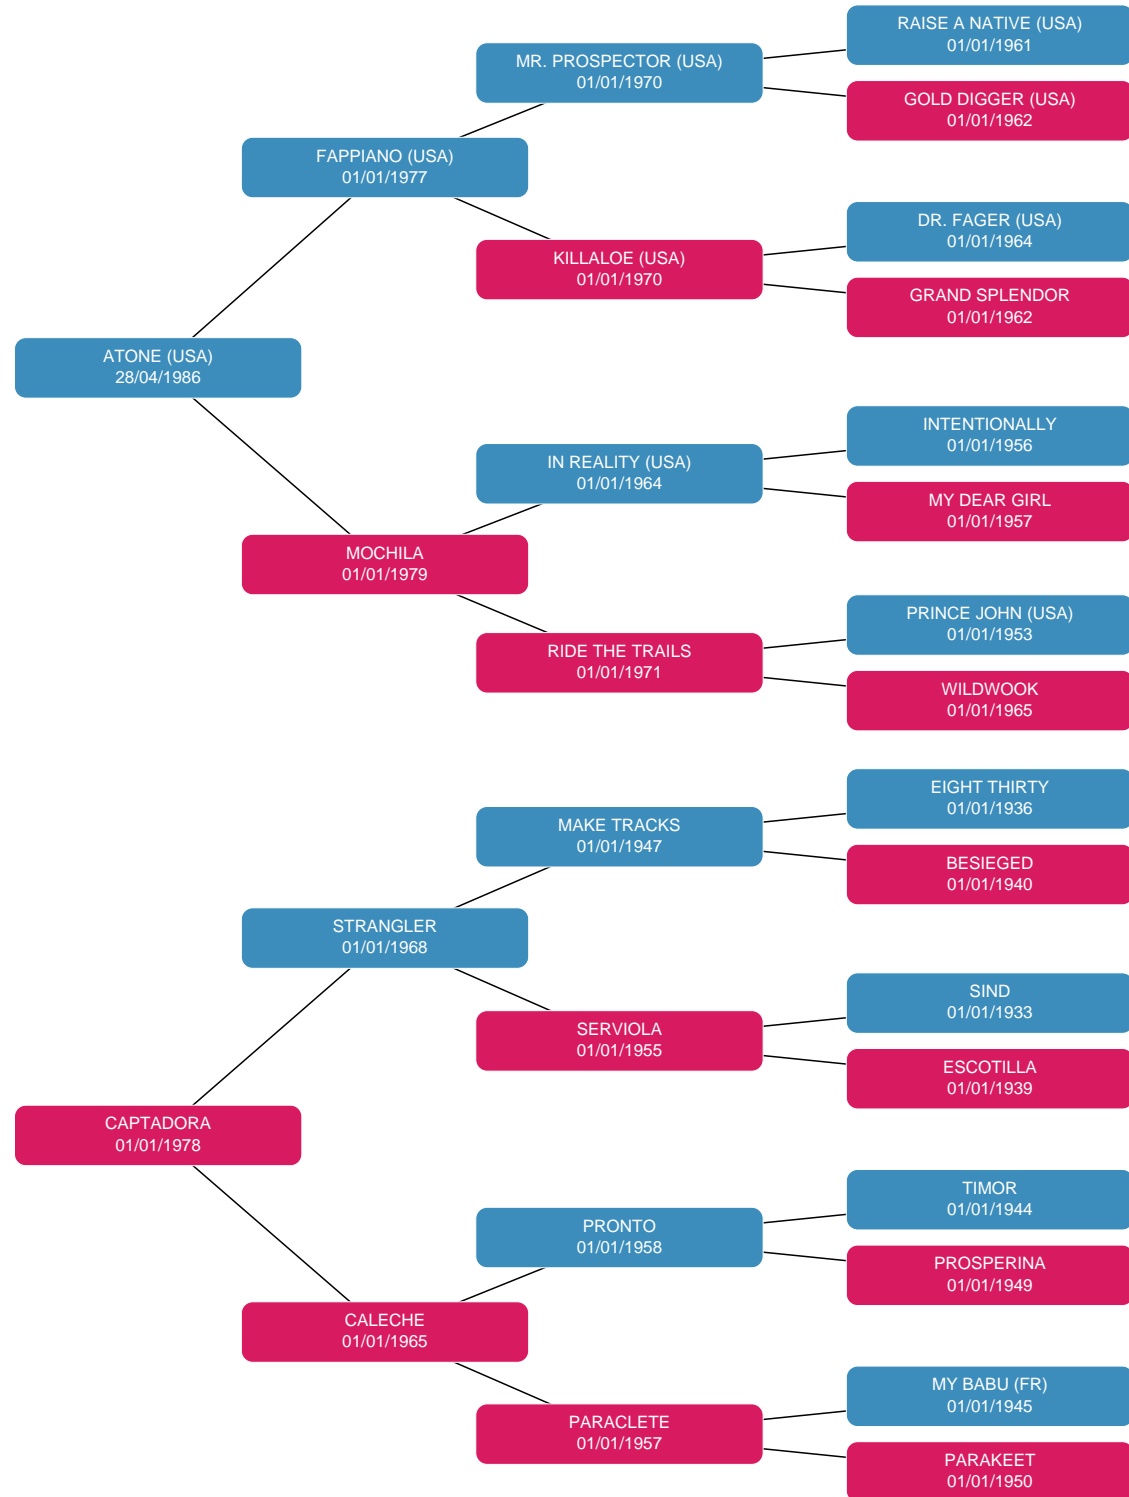 RAISE A NATIVE (USA)
01/01/1961
MR. PROSPECTOR (USA)
01/01/1970
GOLD DIGGER (USA)
01/01/1962
FAPPIANO (USA)
01/01/1977
DR. FAGER (USA)
01/01/1964
KILLALOE (USA)
01/01/1970
GRAND SPLENDOR
01/01/1962
ATONE (USA)
28/04/1986
INTENTIONALLY
01/01/1956
IN REALITY (USA)
01/01/1964
MY DEAR GIRL
01/01/1957
MOCHILA
01/01/1979
PRINCE JOHN (USA)
01/01/1953
RIDE THE TRAILS
01/01/1971
WILDWOOK
01/01/1965
EIGHT THIRTY
01/01/1936
MAKE TRACKS
01/01/1947
BESIEGED
01/01/1940
STRANGLER
01/01/1968
SIND
01/01/1933
SERVIOLA
01/01/1955
ESCOTILLA
01/01/1939
CAPTADORA
01/01/1978
TIMOR
01/01/1944
PRONTO
01/01/1958
PROSPERINA
01/01/1949
CALECHE
01/01/1965
MY BABU (FR)
01/01/1945
PARACLETE
01/01/1957
PARAKEET
01/01/1950